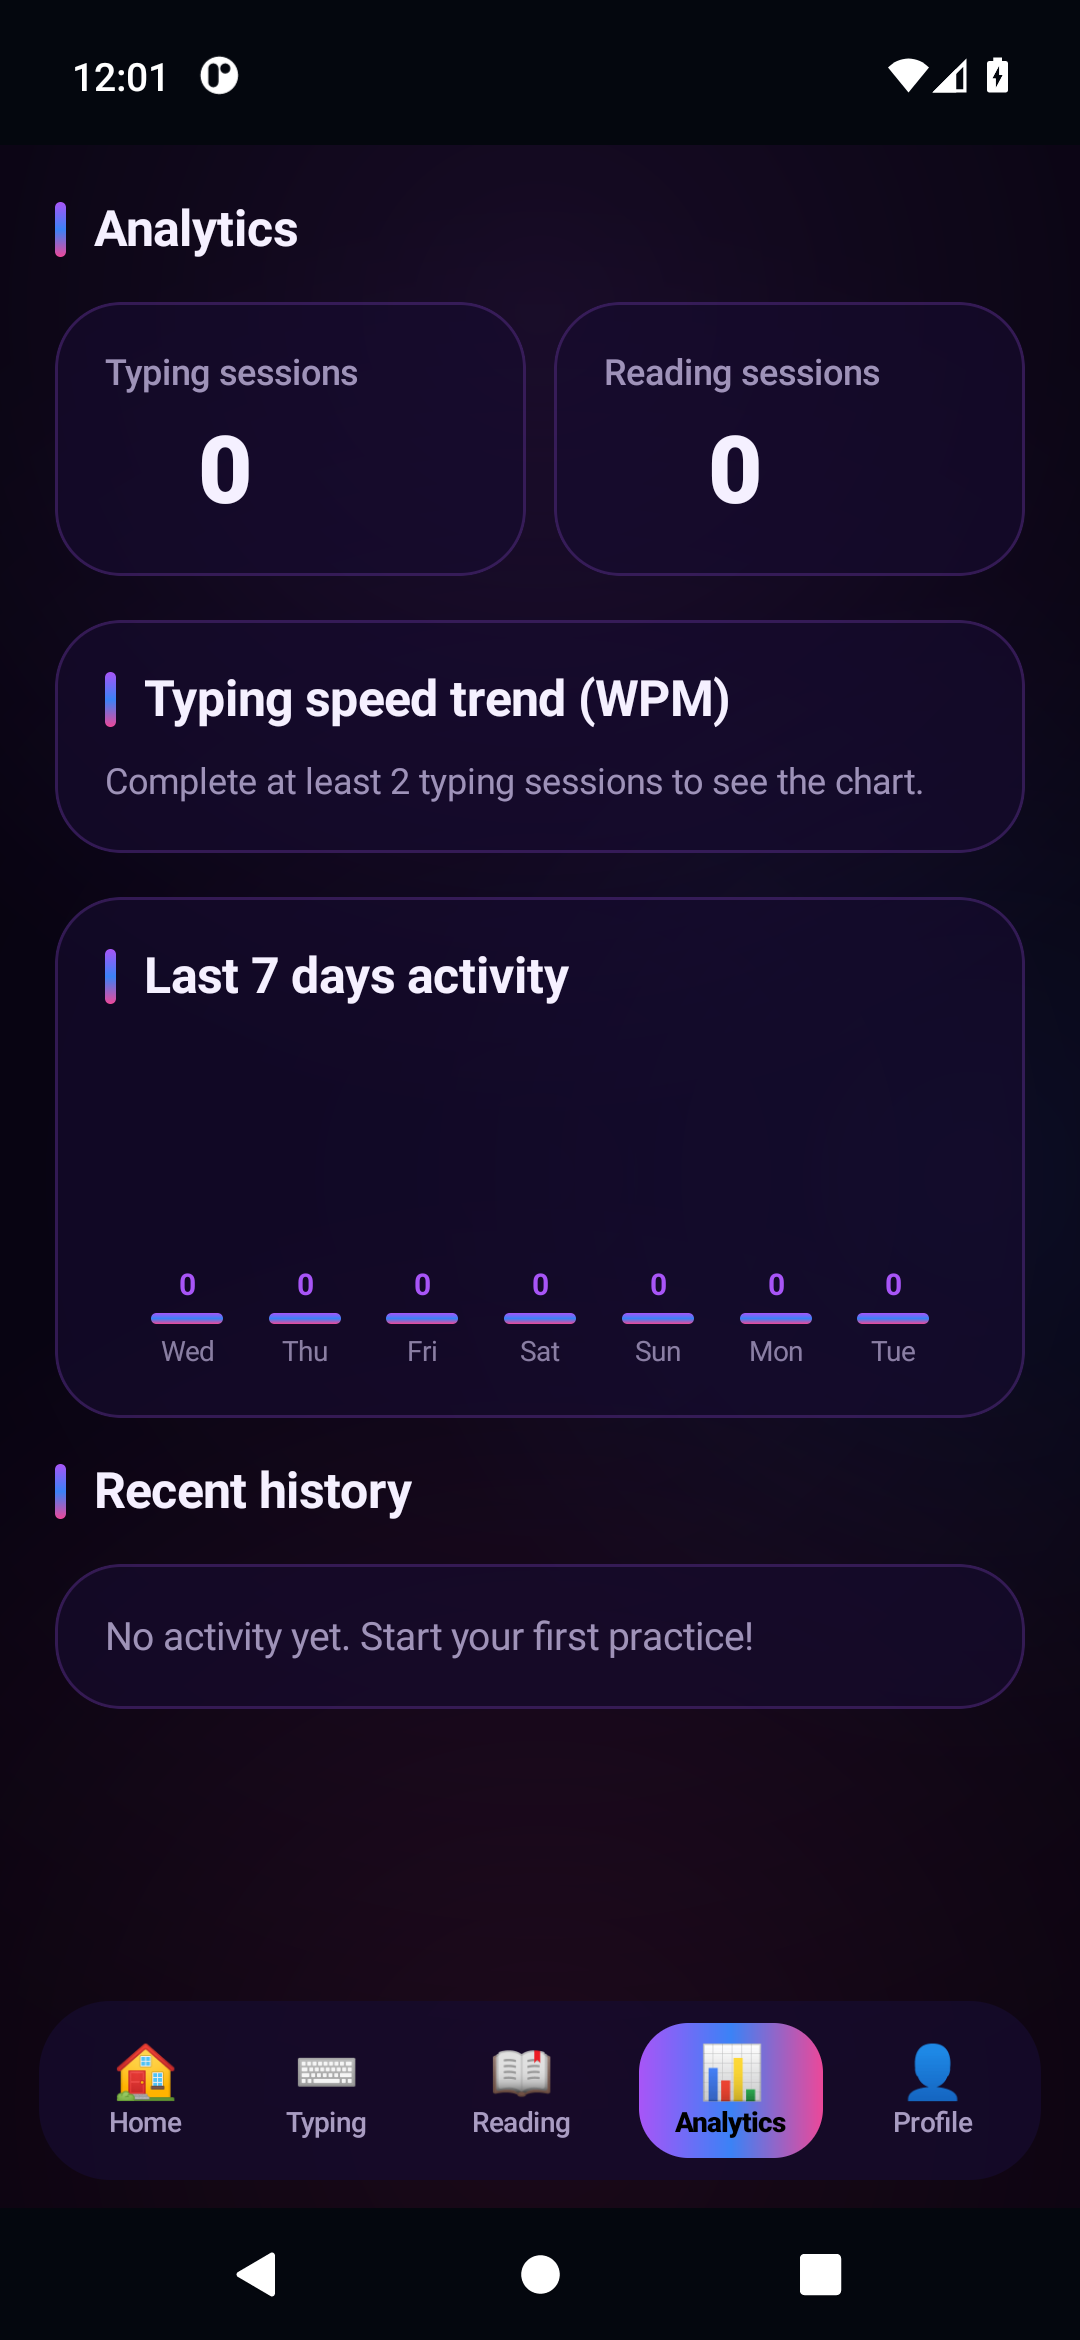 12:01
Analytics
Typing sessions
0
Reading sessions
0
Typing speed trend (WPM)
Complete at least 2 typing sessions to see the chart.
Last 7 days activity
0 0 0 0 0 0 0
Wed Thu Fri Sat Sun Mon Tue
Recent history
No activity yet. Start your first practice!
Home Typing Reading Analytics Profile